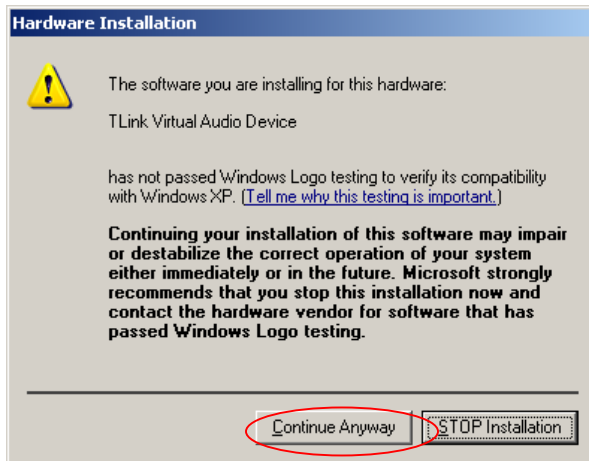 Hardware Installation
The software you are installing for this hardware:
TLink Virtual Audio Device
has not passed Windows Logo testing to verify its compatibility
with Windows XP. (Tell me why this testing is important.)
Continuing your installation of this software may impair
or destabilize the correct operation of your system
either immediately or in the future. Microsoft strongly
recommends that you stop this installation now and
contact the hardware vendor for software that has
passed Windows Logo testing.
Continue Anyway STOP Installation